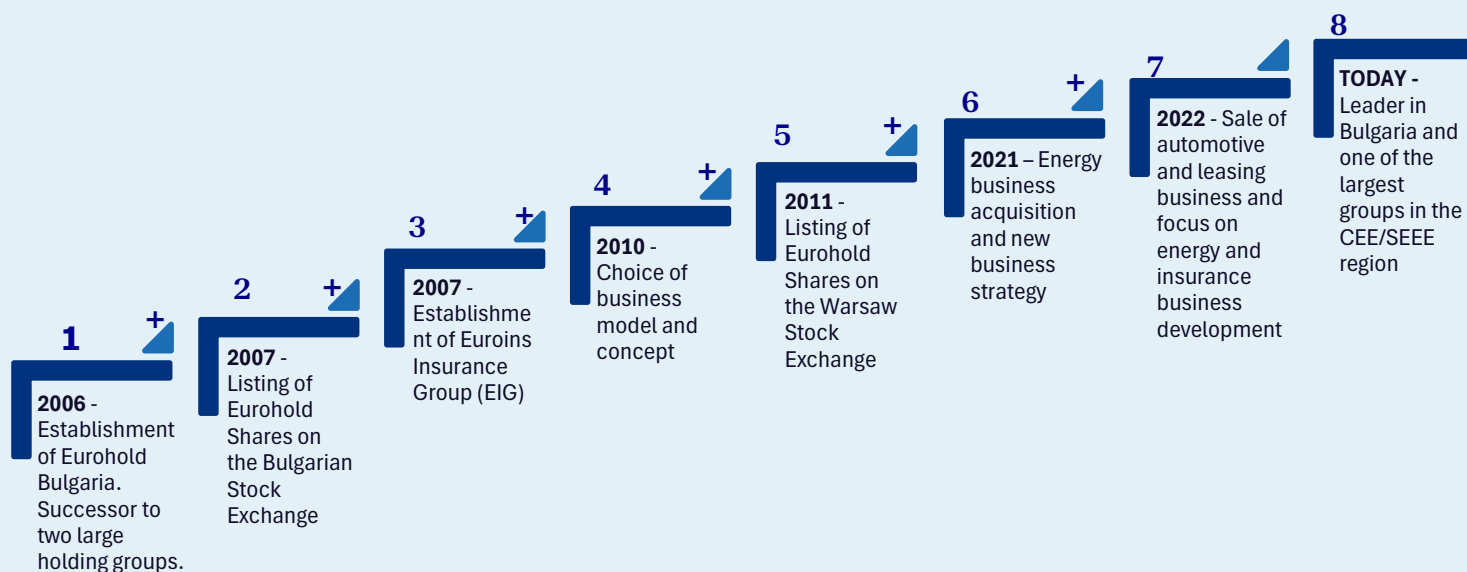 1
+
2006 -
Establishment
of Eurohold
Bulgaria.
Successor to
two large
holding groups.
2
+
2007 -
Listing of
Eurohold
Shares on
the Bulgarian
Stock
Exchange
3
+
2007 -
Establishme
nt of Euroins
Insurance
Group (EIG)
4
+
2010 -
Choice of
business
model and
concept
5
+
2011 -
Listing of
Eurohold
Shares on
the Warsaw
Stock
Exchange
6
+
2021 – Energy
business
acquisition
and new
business
strategy
7
2022 - Sale of
automotive
and leasing
business and
focus on
energy and
insurance
business
development
8
TODAY -
Leader in
Bulgaria and
one of the
largest
groups in the
CEE/SEEE
region